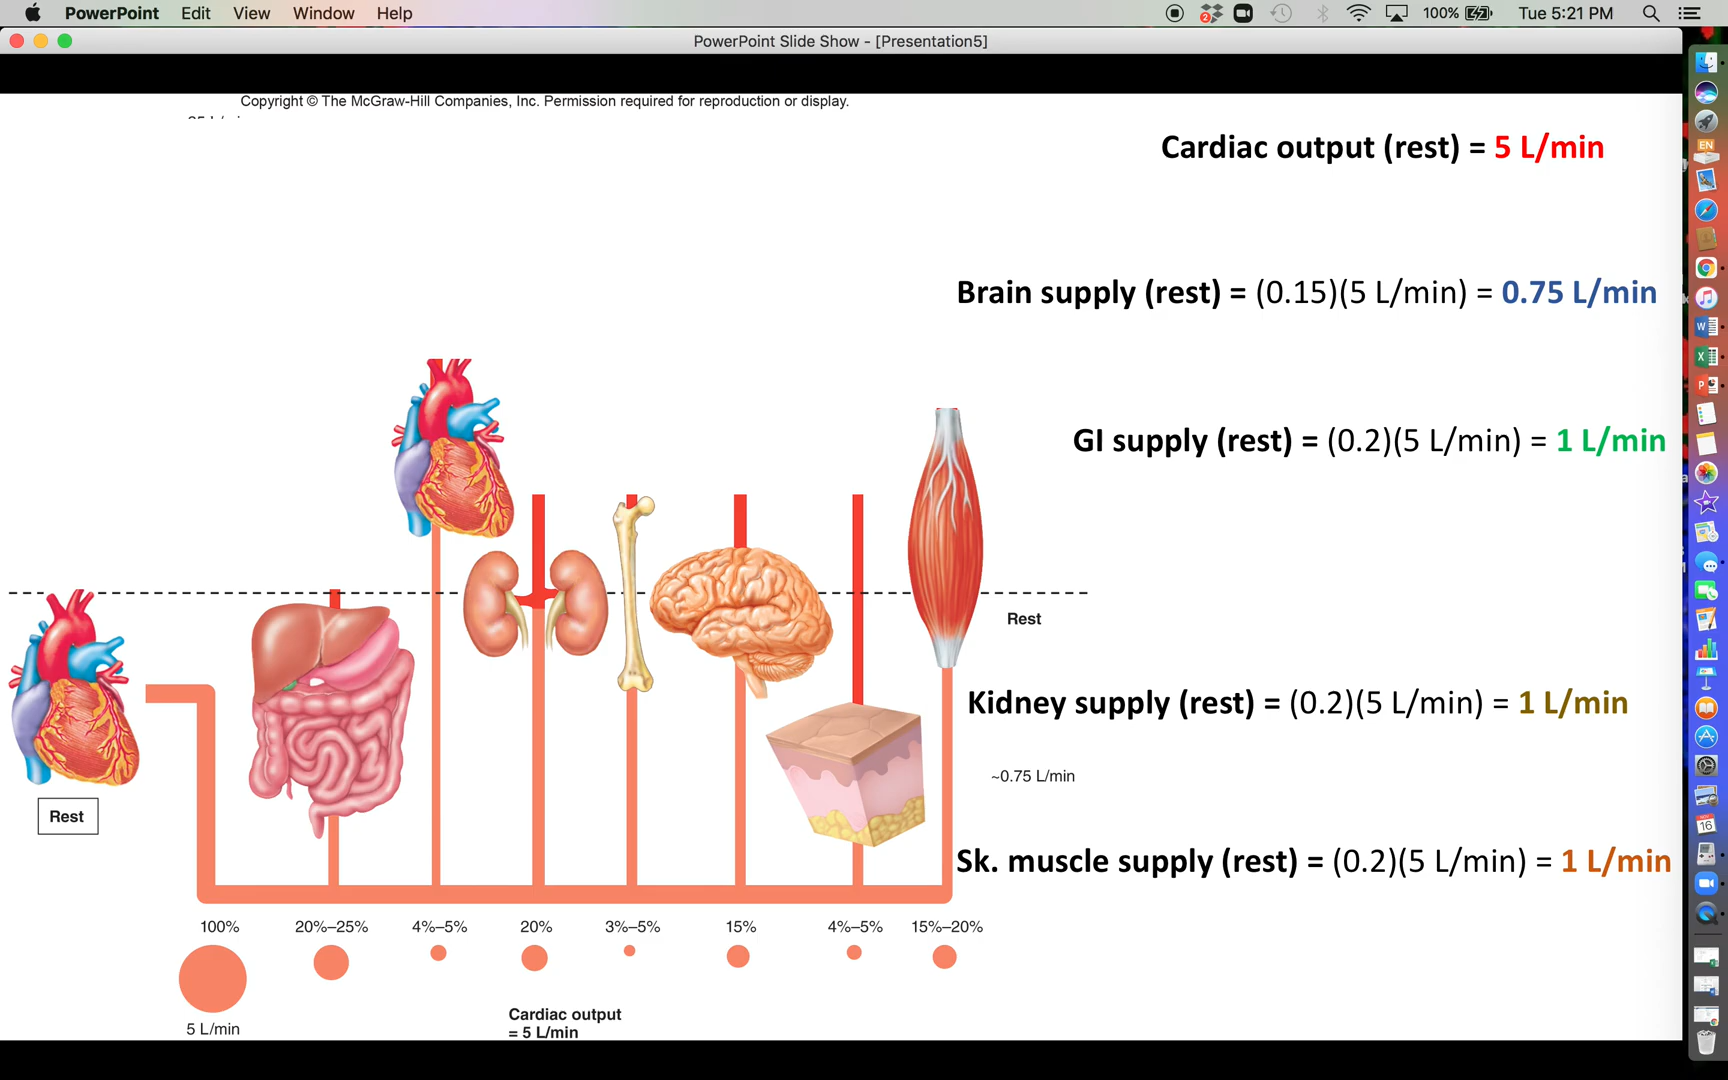 PowerPoint Edit View Window Help
2
100% Tue 5:21 PM
PowerPoint Slide Show - [Presentation5]
Copyright © The McGraw-Hill Companies, Inc. Permission required for reproduction or display.
Cardiac output (rest) = 5 L/min
Brain supply (rest) = (0.15)(5 L/min) = 0.75 L/min
GI supply (rest) = (0.2)(5 L/min) = 1 L/min
Rest
Kidney supply (rest) = (0.2)(5 L/min) = 1 L/min
~0.75 L/min
Rest
Sk. muscle supply (rest) = (0.2)(5 L/min) = 1 L/min
100% 20%–25% 4%–5% 20% 3%–5% 15% 4%–5% 15%–20%
5 L/min
Cardiac output
= 5 L/min
EN
W
X
P
NOV
16